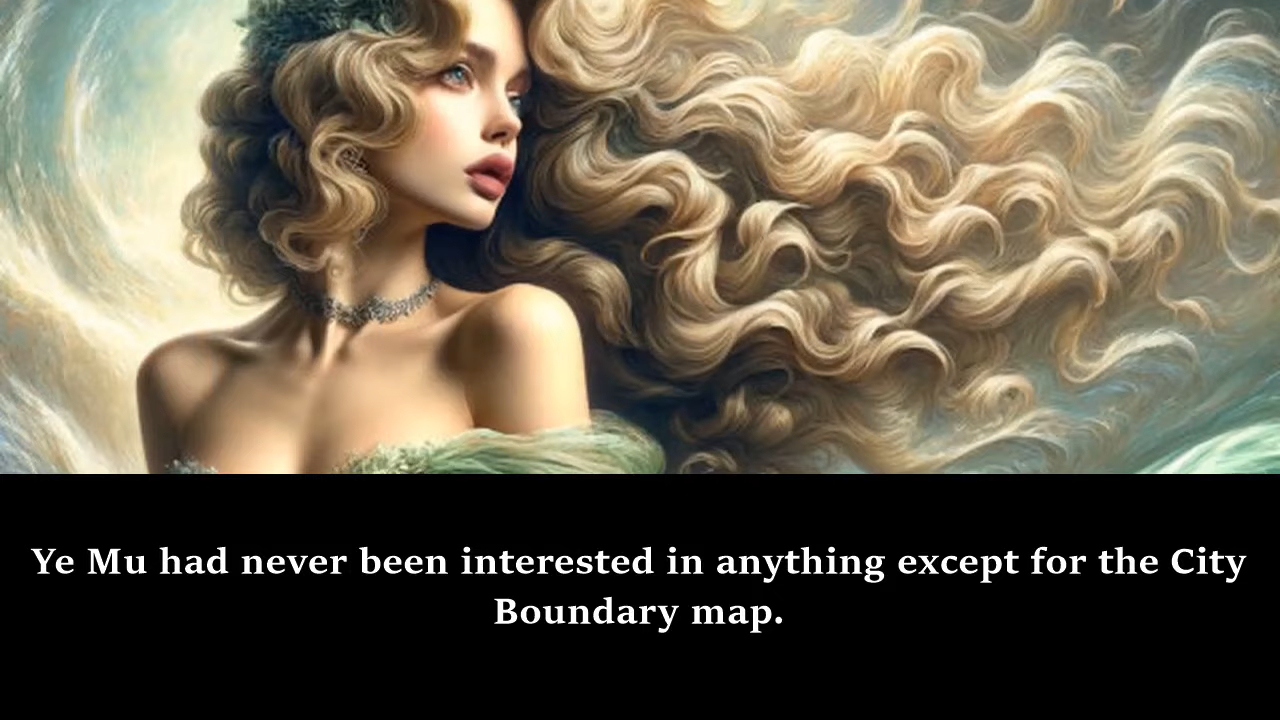 Ye Mu had never been interested in anything except for the City
Boundary map.